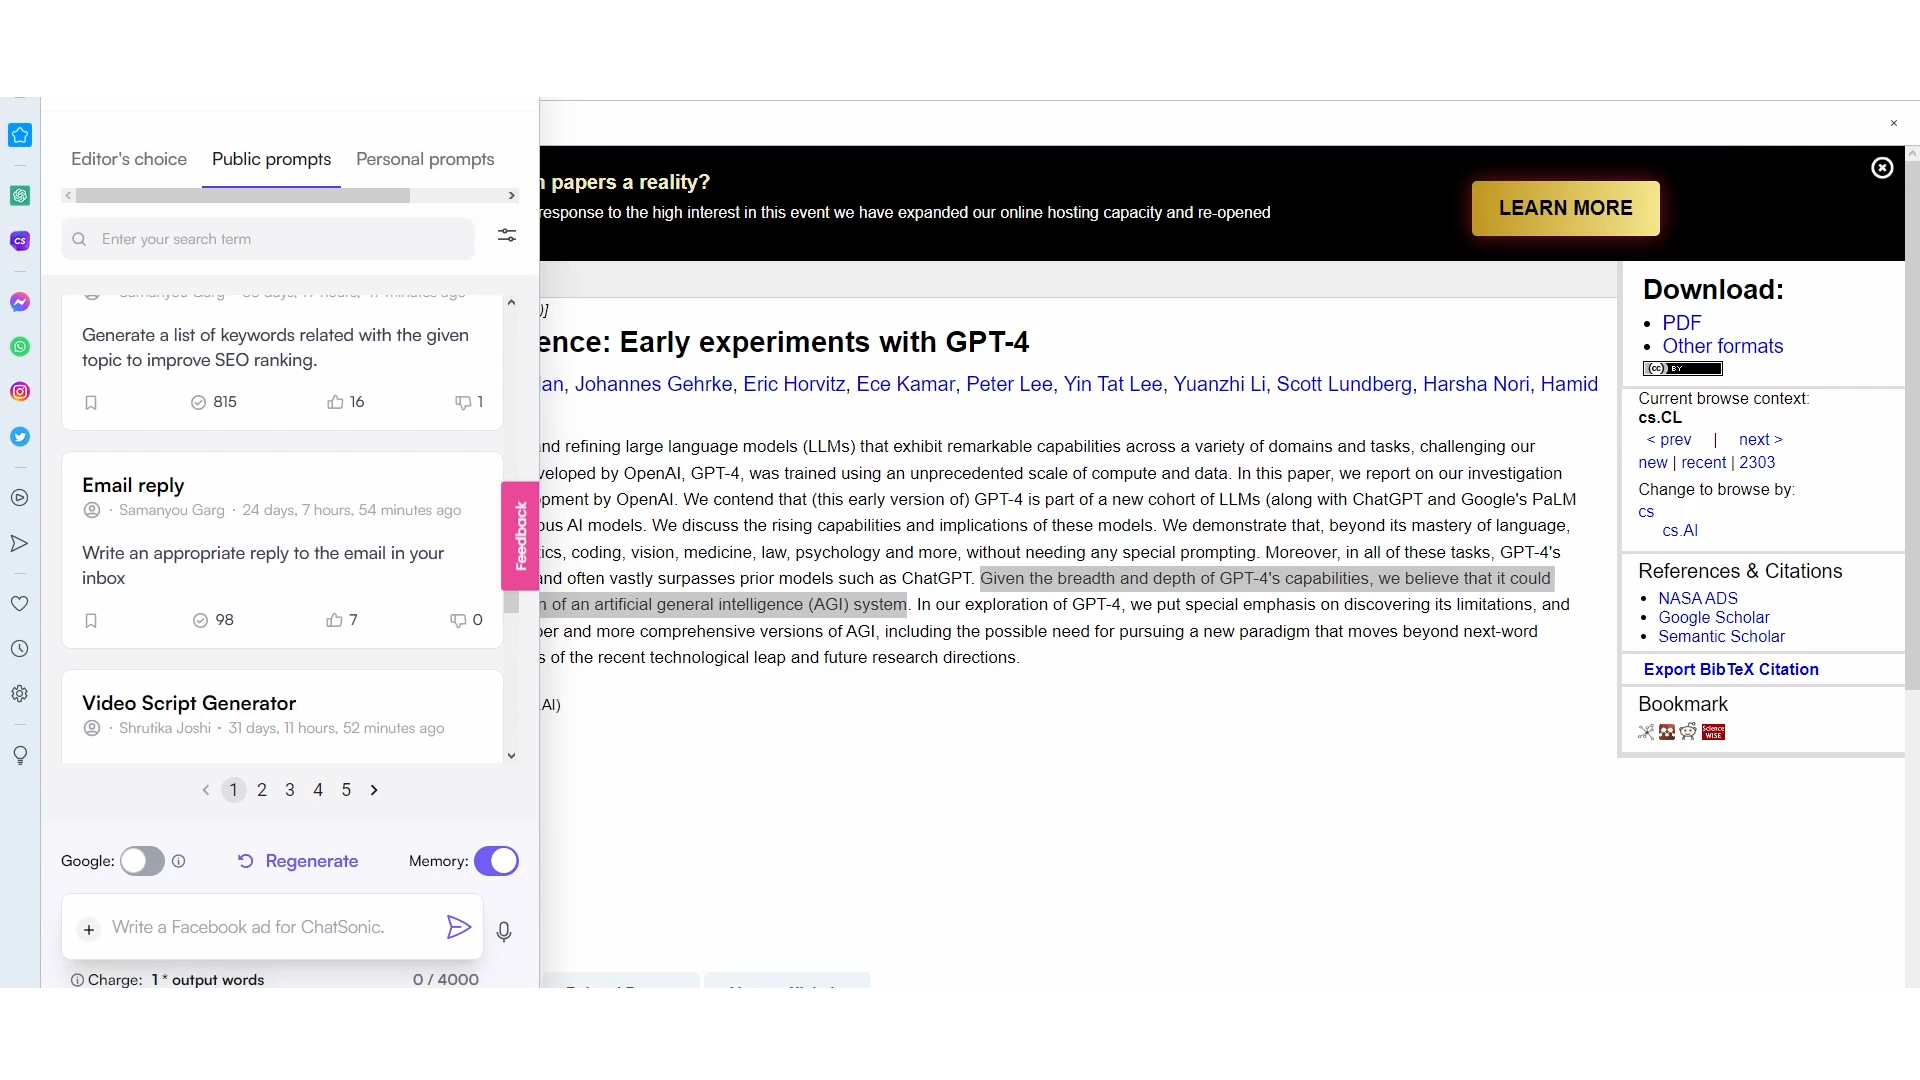 Editor's choice
Public prompts
Personal prompts
Enter your search term
Samanyou Garg
Generate a list of keywords related with the given
topic to improve SEO ranking.
815
16
1
Email reply
· Samanyou Garg · 24 days, 7 hours, 54 minutes ago
Write an appropriate reply to the email in your
inbox
98
7
0
Video Script Generator
· Shrutika Joshi · 31 days, 11 hours, 52 minutes ago
1 2 3 4 5
Google:
Regenerate
Memory:
Write a Facebook ad for ChatSonic.
Charge: 1 * output words
0 / 4000
Feedback
CS
papers a reality?
response to the high interest in this event we have expanded our online hosting capacity and re-opened
LEARN MORE
)]
ence: Early experiments with GPT-4
Johannes Gehrke, Eric Horvitz, Ece Kamar, Peter Lee, Yin Tat Lee, Yuanzhi Li, Scott Lundberg, Harsha Nori, Hamid
nd refining large language models (LLMs) that exhibit remarkable capabilities across a variety of domains and tasks, challenging our
veloped by OpenAI, GPT-4, was trained using an unprecedented scale of compute and data. In this paper, we report on our investigation
pment by OpenAI. We contend that (this early version of) GPT-4 is part of a new cohort of LLMs (along with ChatGPT and Google's PaLM
ous AI models. We discuss the rising capabilities and implications of these models. We demonstrate that, beyond its mastery of language,
tics, coding, vision, medicine, law, psychology and more, without needing any special prompting. Moreover, in all of these tasks, GPT-4's
and often vastly surpasses prior models such as ChatGPT. Given the breadth and depth of GPT-4's capabilities, we believe that it could
n of an artificial general intelligence (AGI) system. In our exploration of GPT-4, we put special emphasis on discovering its limitations, and
per and more comprehensive versions of AGI, including the possible need for pursuing a new paradigm that moves beyond next-word
s of the recent technological leap and future research directions.
.AI)
Download:
PDF
Other formats
(cc) BY
Current browse context:
cs.CL
< prev | next >
new | recent | 2303
Change to browse by:
cs
cs.AI
References & Citations
NASA ADS
Google Scholar
Semantic Scholar
Export BibTeX Citation
Bookmark
Science
WISE